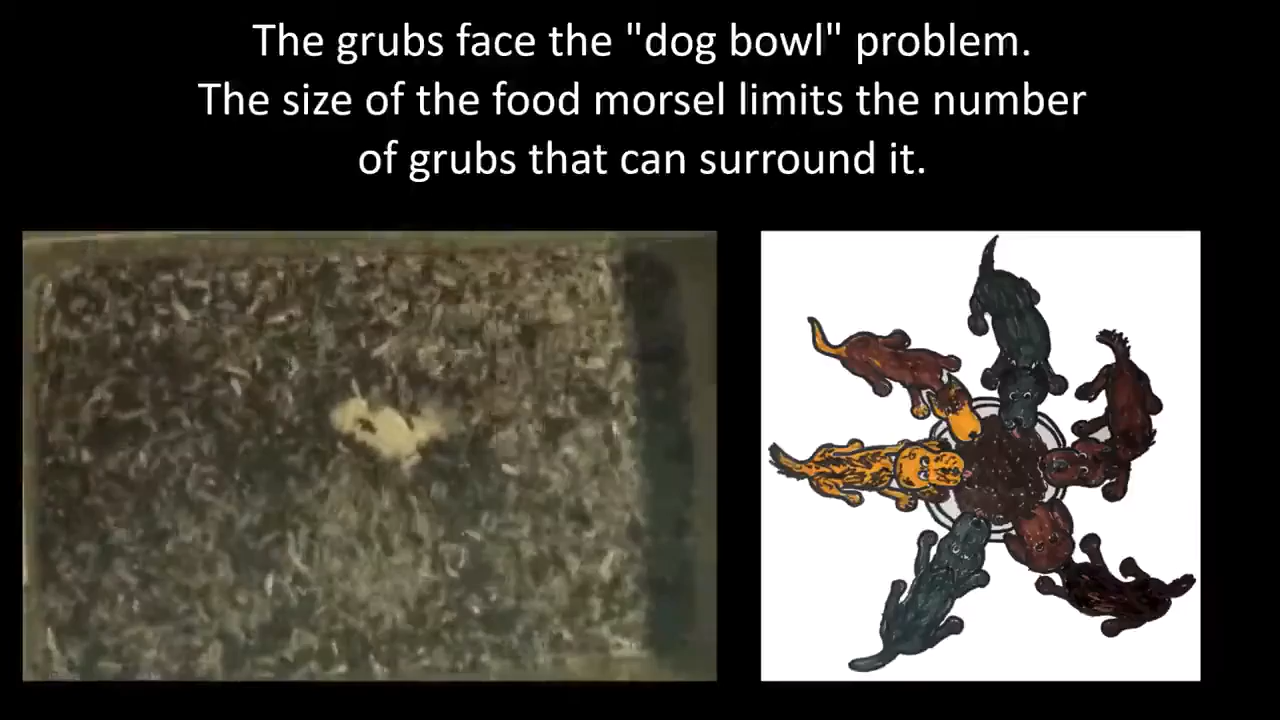 The grubs face the "dog bowl" problem.
The size of the food morsel limits the number
of grubs that can surround it.